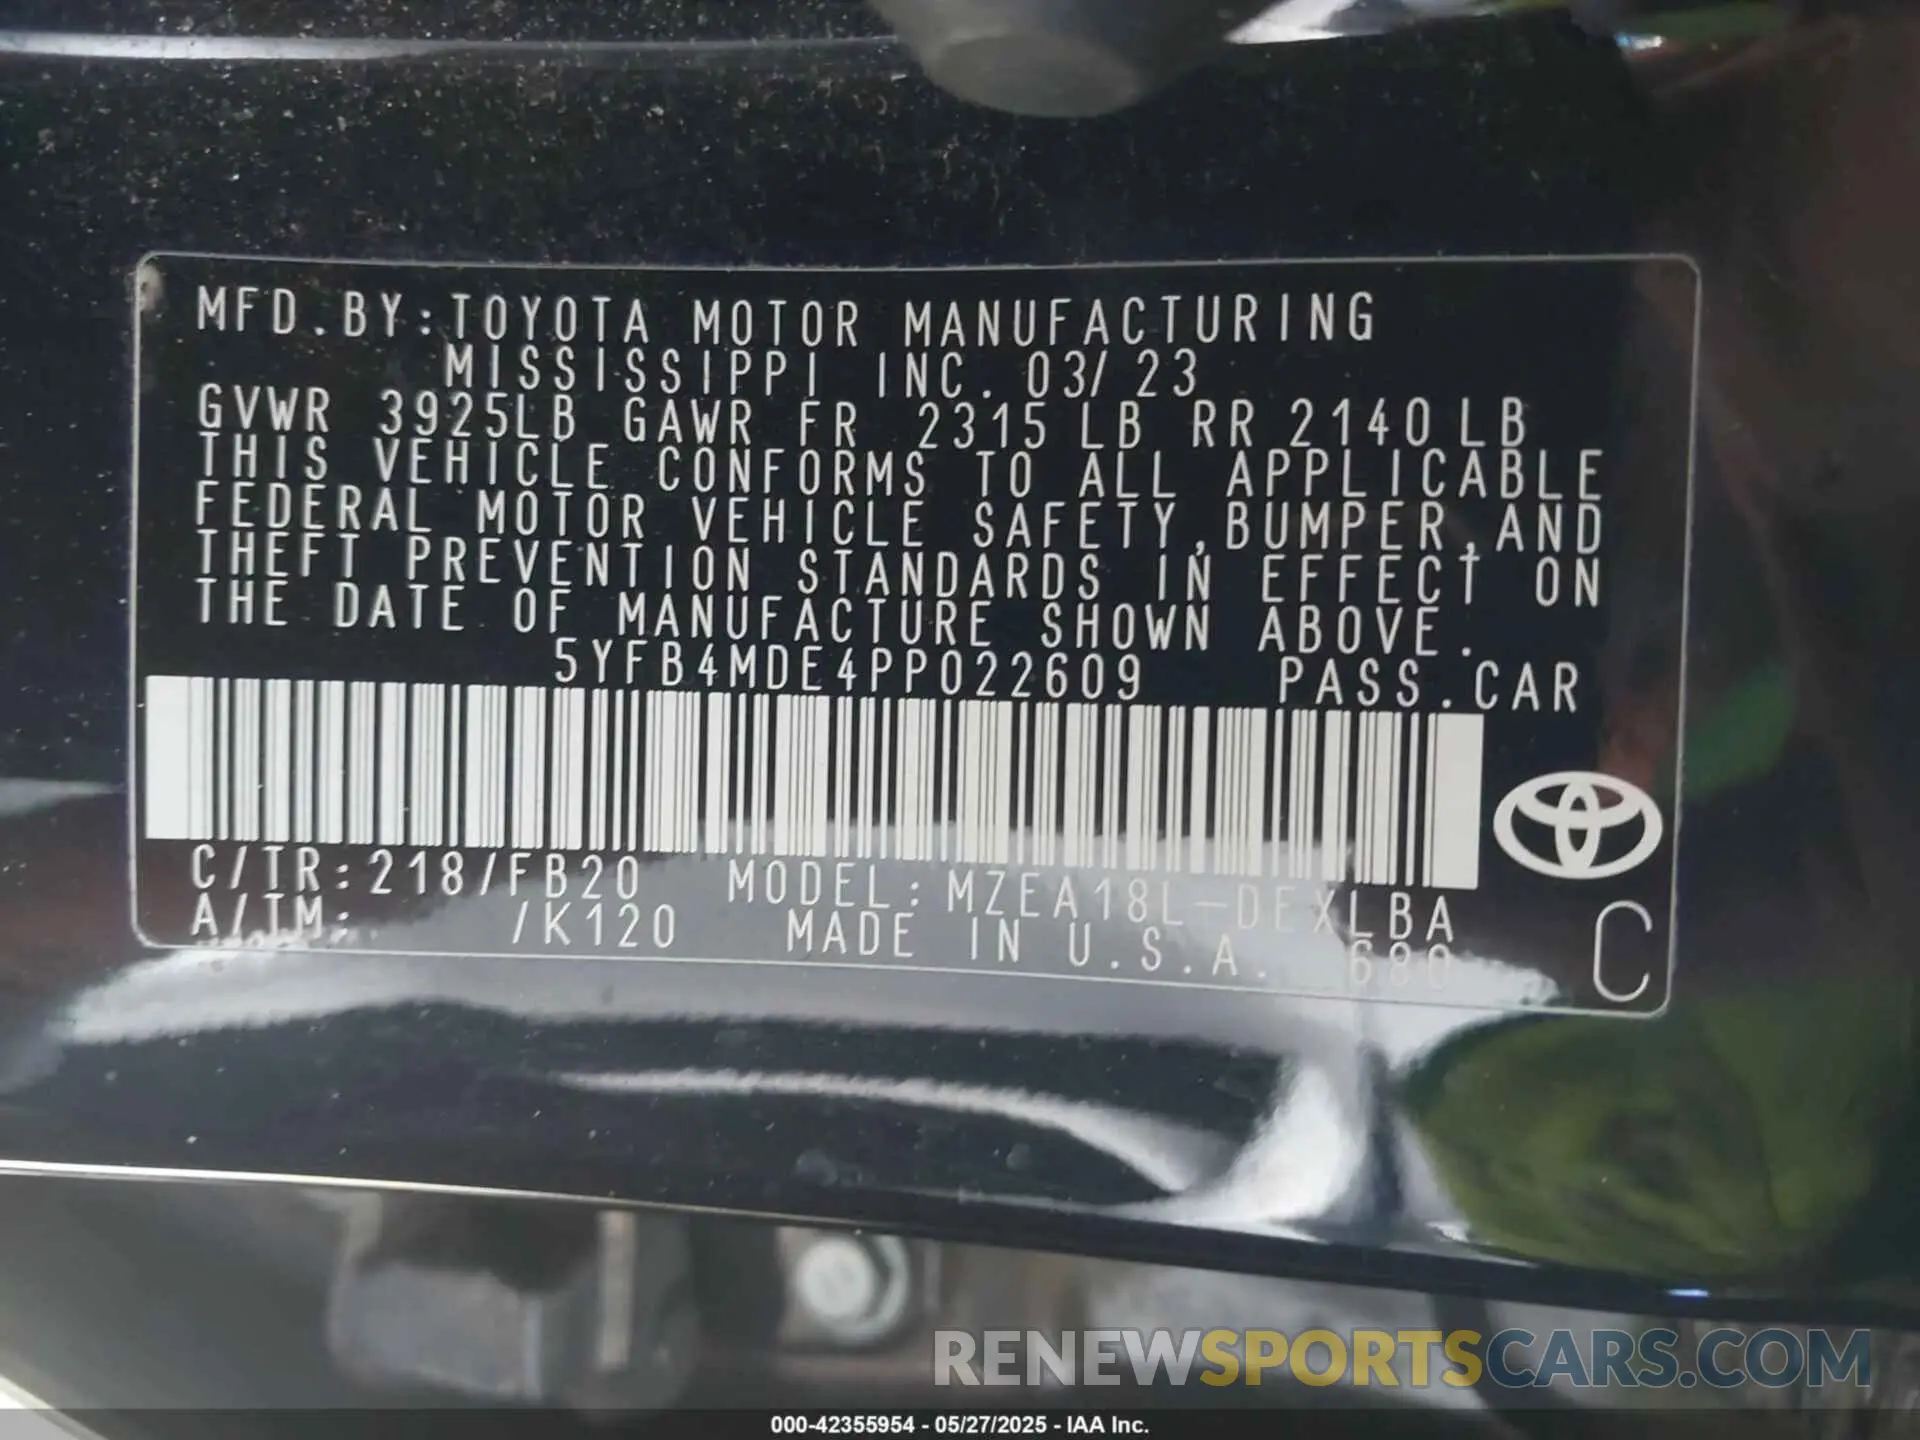 MFD.BY:TOYOTA MOTOR MANUFACTURING
MISSISSIPPI INC. 03/23
GVWR 3925LB GAWR FR 2315LB RR 2140LB
THIS VEHICLE CONFORMS TO ALL APPLICABLE
FEDERAL MOTOR VEHICLE SAFETY,BUMPER,AND
THEFT PREVENTION STANDARDS IN EFFECT ON
THE DATE OF MANUFACTURE SHOWN ABOVE.
5YFB4MDE4PP022609 PASS.CAR
C/TR:218/FB20 MODEL:MZEA18L-DEXLBA
A/TM: /K120 MADE IN U.S.A. 680
C
RENEWSPORTSCARS.COM
000-42355954 - 05/27/2025 - IAA Inc.